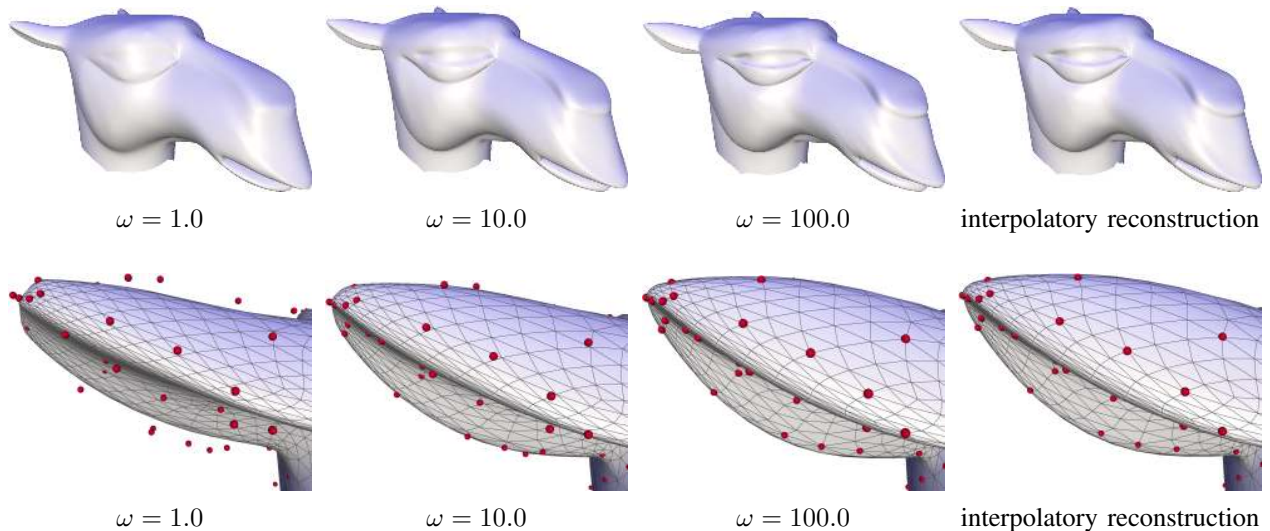 ω = 1.0 ω = 10.0 ω = 100.0 interpolatory reconstruction
ω = 1.0 ω = 10.0 ω = 100.0 interpolatory reconstruction